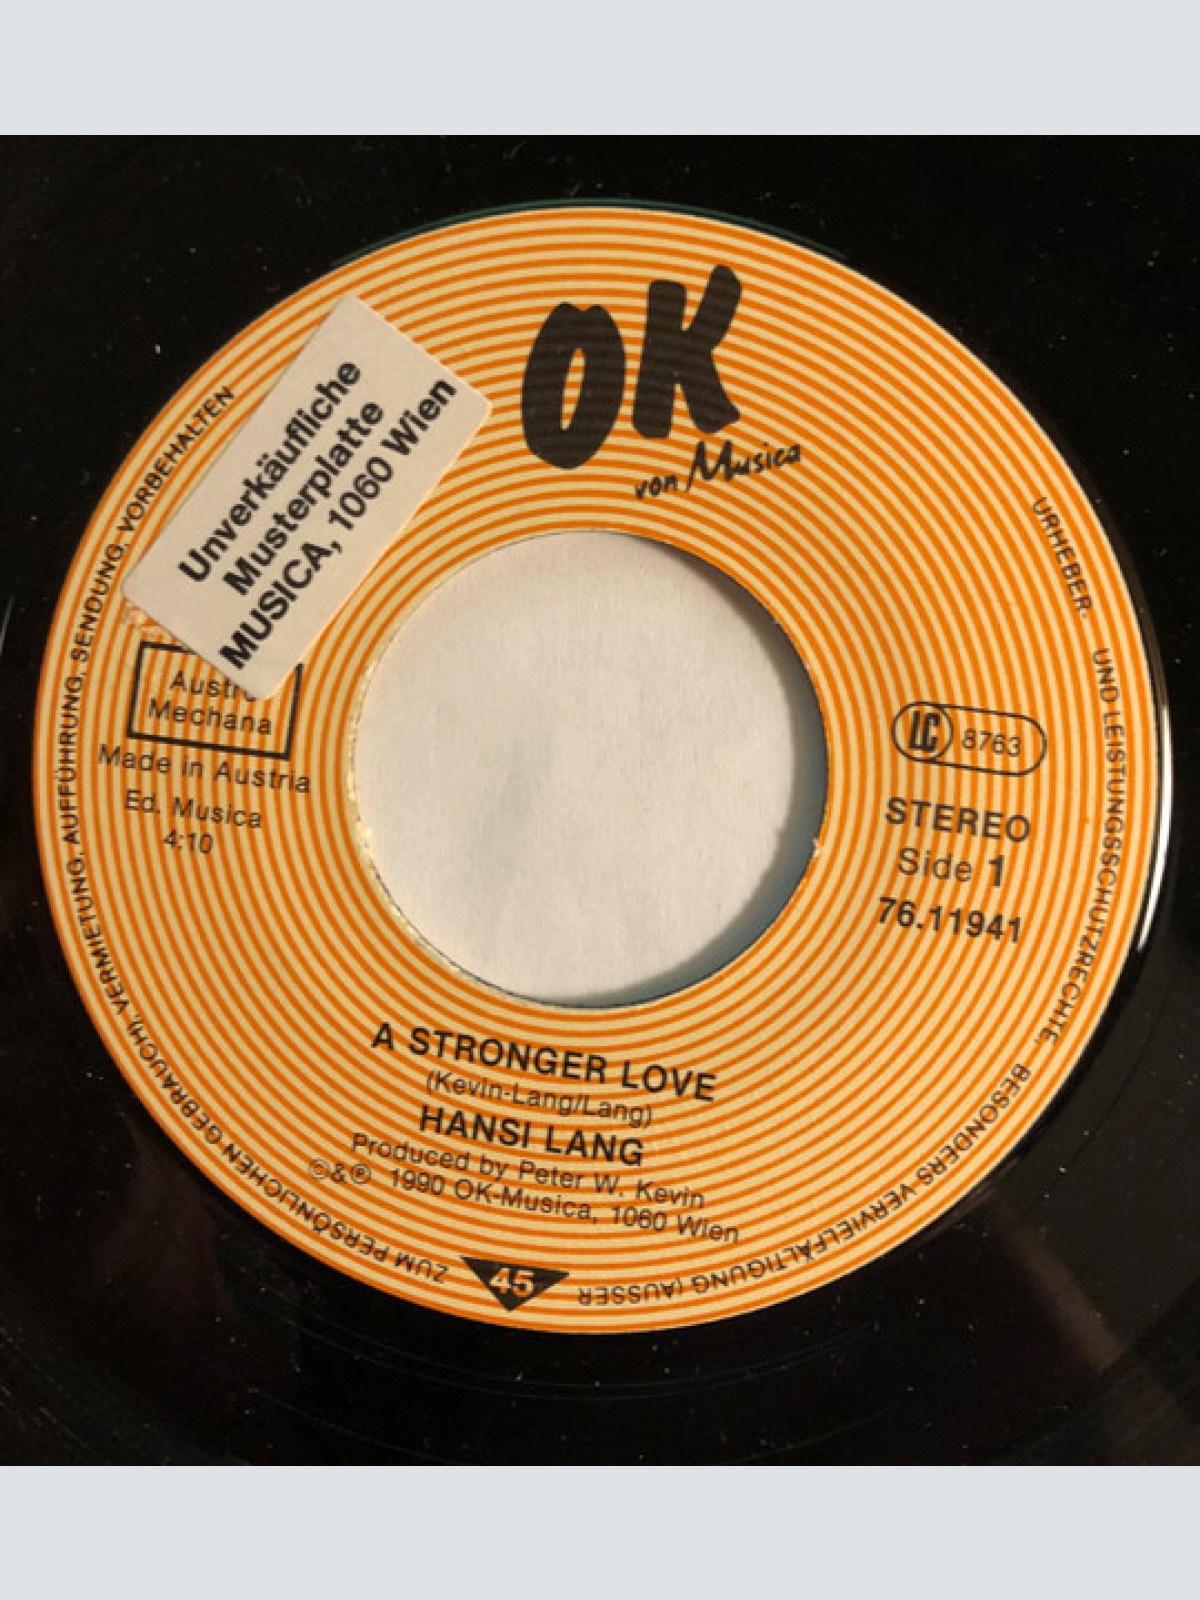 OK
von Musica
Unverkäufliche
Musterplatte
MUSICA, 1060 Wien
Austro
Mechana
Made in Austria
Ed. Musica
4:10
LC 8763
STEREO
Side 1
76.11941
A STRONGER LOVE
(Kevin-Lang/Lang)
HANSI LANG
Produced by Peter W. Kevin
©&℗ 1990 OK-Musica, 1060 Wien
45
URHEBER- UND LEISTUNGSSCHUTZRECHTE, BESONDERS VERVIELFÄLTIGUNG (AUSSER ZUM PERSÖNLICHEN GEBRAUCH), VERMIETUNG, AUFFÜHRUNG, SENDUNG, VORBEHALTEN